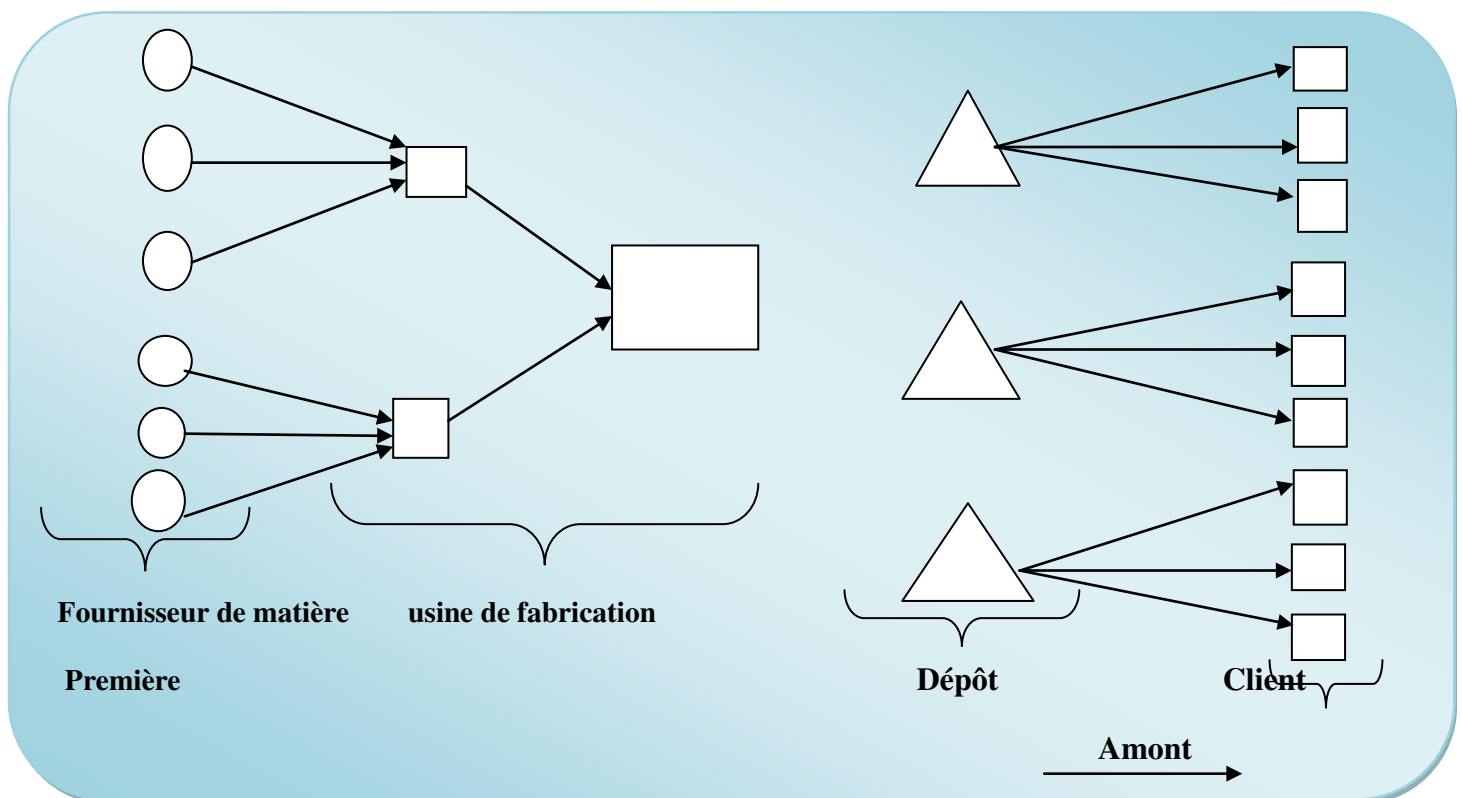 Fournisseur de matière usine de fabrication
Première Dépôt Client
Amont